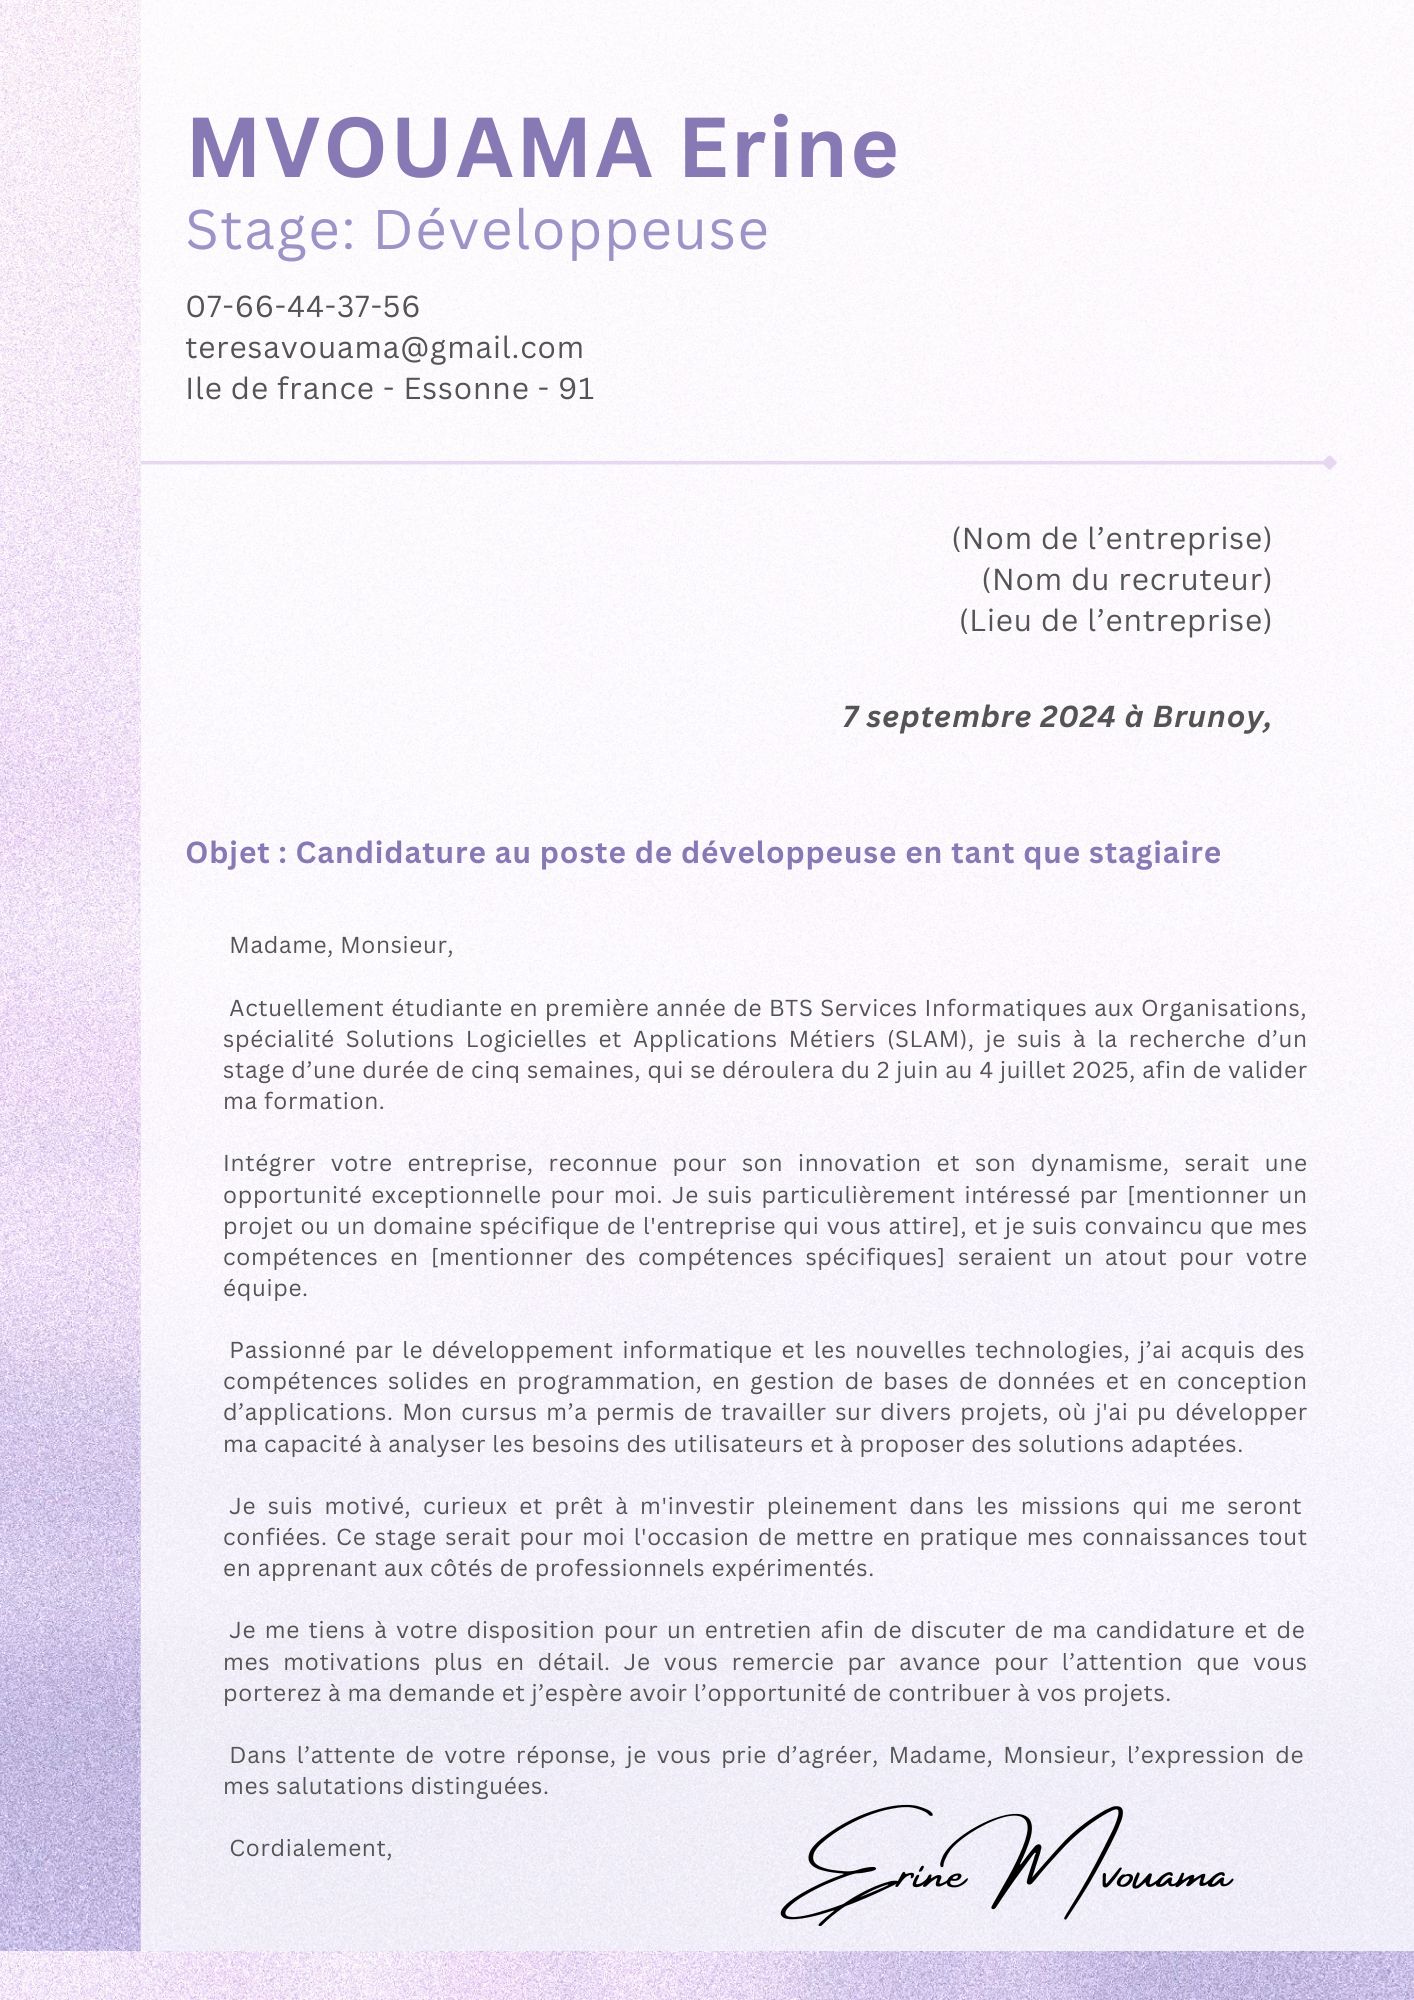 MVOUAMA Erine
Stage: Développeuse
07-66-44-37-56
teresavouama@gmail.com
Ile de france - Essonne - 91
(Nom de l’entreprise)
(Nom du recruteur)
(Lieu de l’entreprise)
7 septembre 2024 à Brunoy,
Objet : Candidature au poste de développeuse en tant que stagiaire
Madame, Monsieur,
Actuellement étudiante en première année de BTS Services Informatiques aux Organisations,
spécialité Solutions Logicielles et Applications Métiers (SLAM), je suis à la recherche d’un
stage d’une durée de cinq semaines, qui se déroulera du 2 juin au 4 juillet 2025, afin de valider
ma formation.
Intégrer votre entreprise, reconnue pour son innovation et son dynamisme, serait une
opportunité exceptionnelle pour moi. Je suis particulièrement intéressé par [mentionner un
projet ou un domaine spécifique de l'entreprise qui vous attire], et je suis convaincu que mes
compétences en [mentionner des compétences spécifiques] seraient un atout pour votre
équipe.
Passionné par le développement informatique et les nouvelles technologies, j’ai acquis des
compétences solides en programmation, en gestion de bases de données et en conception
d’applications. Mon cursus m’a permis de travailler sur divers projets, où j'ai pu développer
ma capacité à analyser les besoins des utilisateurs et à proposer des solutions adaptées.
Je suis motivé, curieux et prêt à m'investir pleinement dans les missions qui me seront
confiées. Ce stage serait pour moi l'occasion de mettre en pratique mes connaissances tout
en apprenant aux côtés de professionnels expérimentés.
Je me tiens à votre disposition pour un entretien afin de discuter de ma candidature et de
mes motivations plus en détail. Je vous remercie par avance pour l’attention que vous
porterez à ma demande et j’espère avoir l’opportunité de contribuer à vos projets.
Dans l’attente de votre réponse, je vous prie d’agréer, Madame, Monsieur, l’expression de
mes salutations distinguées.
Cordialement,
Erine Mvouama